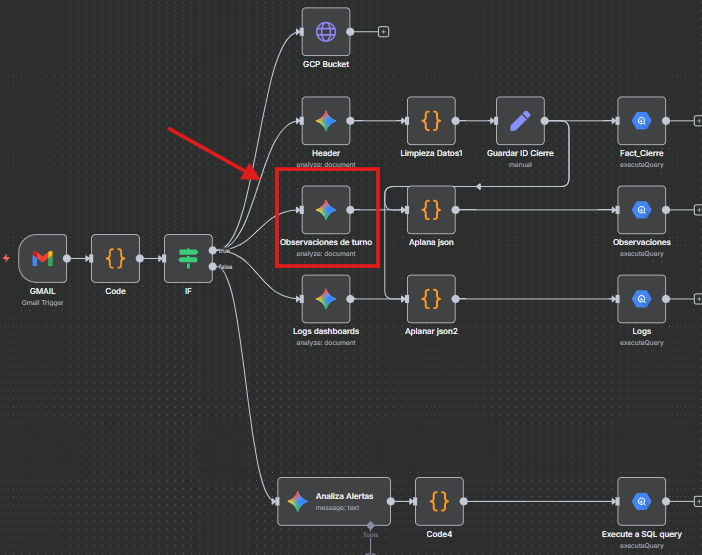 GCP Bucket
Header
analyze: document
Limpieza Datos1
Guardar ID Cierre
manual
Fact_Cierre
executeQuery
Observaciones de turno
analyze: document
Aplana json
Observaciones
executeQuery
true
false
GMAIL
Gmail Trigger
Code
IF
Logs dashboards
analyze: document
Aplanar json2
Logs
executeQuery
Analiza Alertas
message: text
Tools
Code4
Execute a SQL query
executeQuery